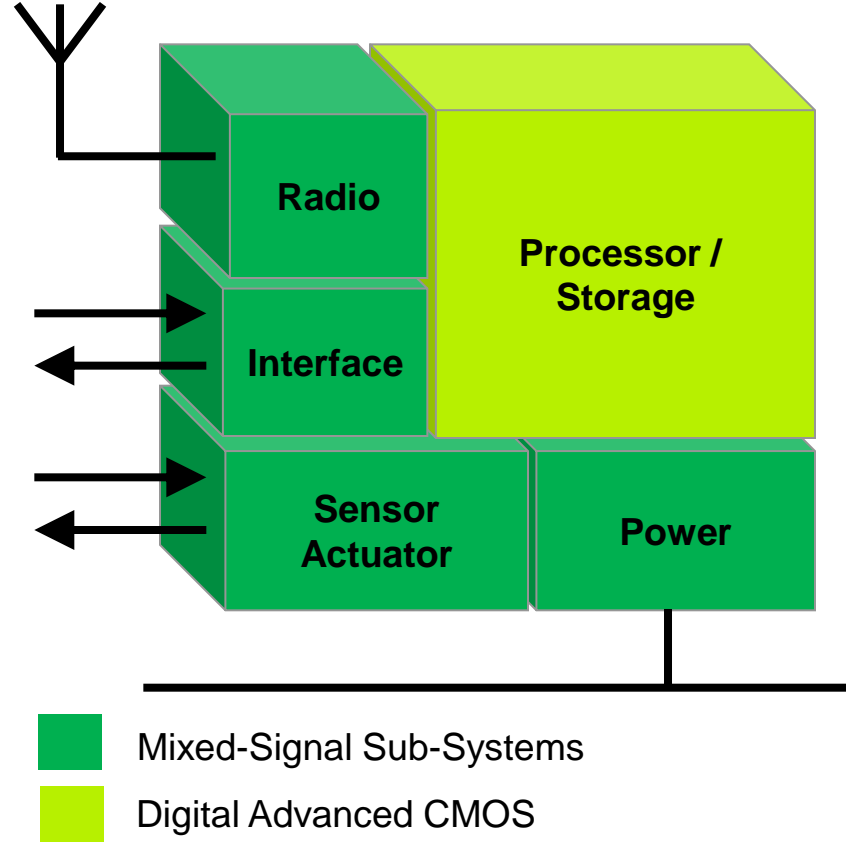 Radio
Processor /
Storage
Interface
Sensor
Actuator
Power
Mixed-Signal Sub-Systems
Digital Advanced CMOS